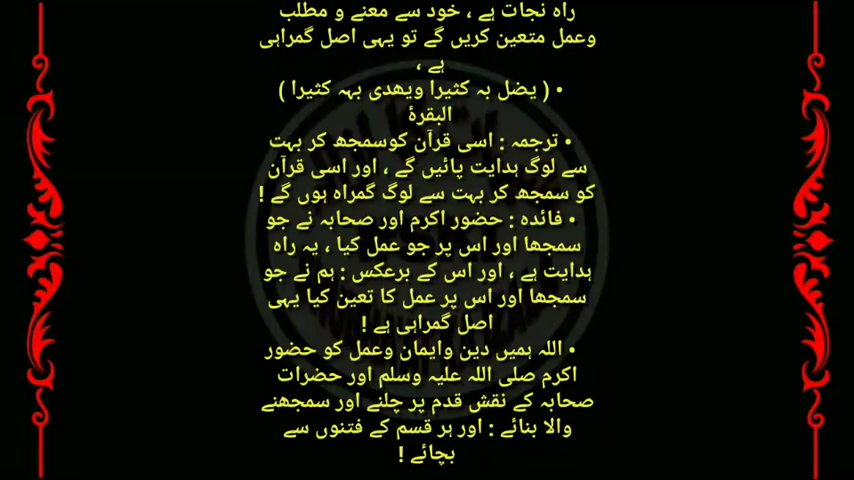 راہ نجات ہے ، خود سے معنے و مطلب
وعمل متعین کریں گے تو یہی اصل گمراہی
ہے ،
• ( یضل بہ کثیرا ویھدی بہہ کثیرا )
البقرۂ
• ترجمہ : اسی قرآن کوسمجھ کر بہت
سے لوگ ہدایت پائیں گے ، اور اسی قرآن
کو سمجھ کر بہت سے لوگ گمراہ ہوں گے !
• فائدہ : حضور اکرم اور صحابہ نے جو
سمجھا اور اس پر جو عمل کیا ، یہ راہ
ہدایت ہے ، اور اس کے برعکس : ہم نے جو
سمجھا اور اس پر عمل کا تعین کیا یہی
اصل گمراہی ہے !
• اللہ ہمیں دین وایمان وعمل کو حضور
اکرم صلی اللہ علیہ وسلم اور حضرات
صحابہ کے نقش قدم پر چلنے اور سمجھنے
والا بنائے : اور ہر قسم کے فتنوں سے
بچائے !